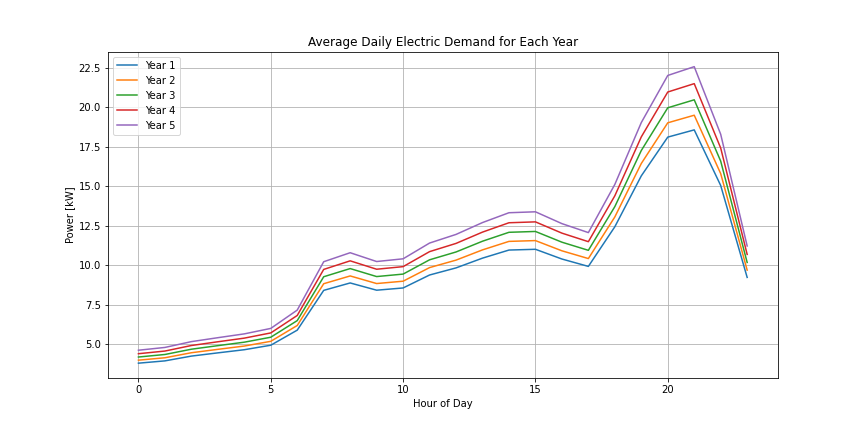 Average Daily Electric Demand for Each Year
Year 1
Year 2
Year 3
Year 4
Year 5
Power [kW]
22.5
20.0
17.5
15.0
12.5
10.0
7.5
5.0
0 5 10 15 20
Hour of Day